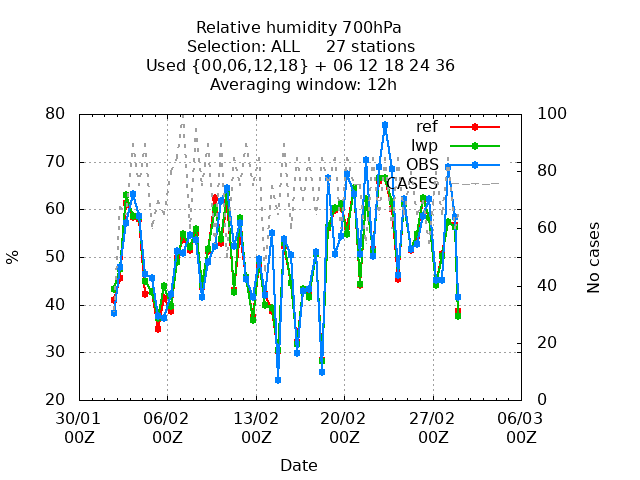 Relative humidity 700hPa
Selection: ALL 27 stations
Used {00,06,12,18} + 06 12 18 24 36
Averaging window: 12h
80 100
ref
lwp
70 OBS 80
CASES
60 60
% 50 No cases
40 40
30 20
20 0
30/01 06/02 13/02 20/02 27/02 06/03
00Z 00Z 00Z 00Z 00Z 00Z
Date